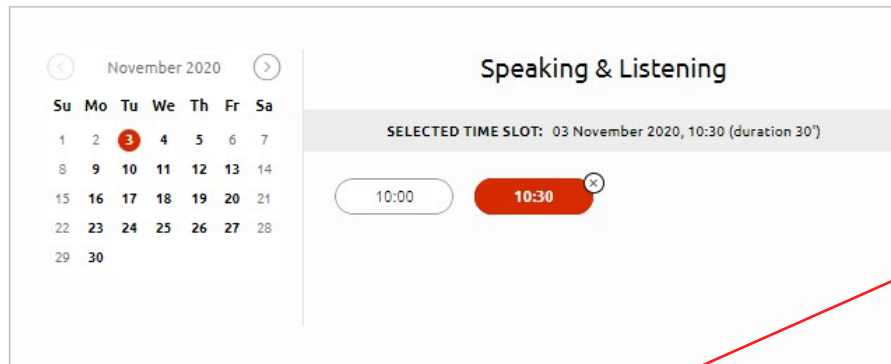 November 2020
Su Mo Tu We Th Fr Sa
1 2 3 4 5 6 7
8 9 10 11 12 13 14
15 16 17 18 19 20 21
22 23 24 25 26 27 28
29 30
Speaking & Listening
SELECTED TIME SLOT: 03 November 2020, 10:30 (duration 30')
10:00 10:30